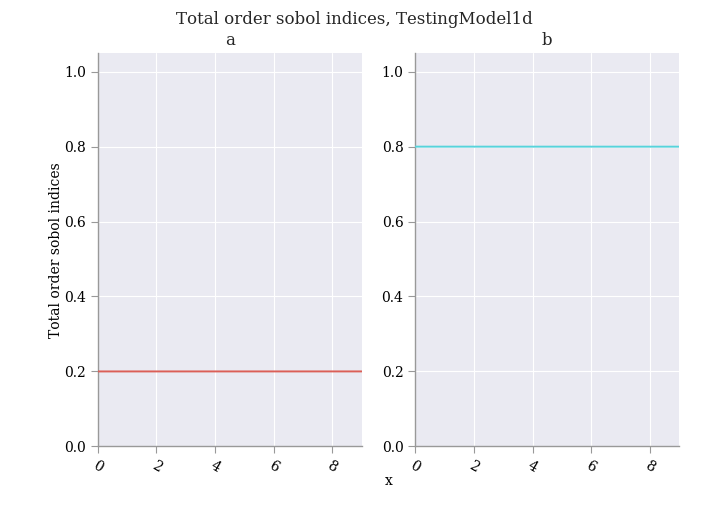 Total order sobol indices, TestingModel1d
a
b
Total order sobol indices
1.0
0.8
0.6
0.4
0.2
0.0
0 2 4 6 8
1.0
0.8
0.6
0.4
0.2
0.0
0 2 4 6 8
x